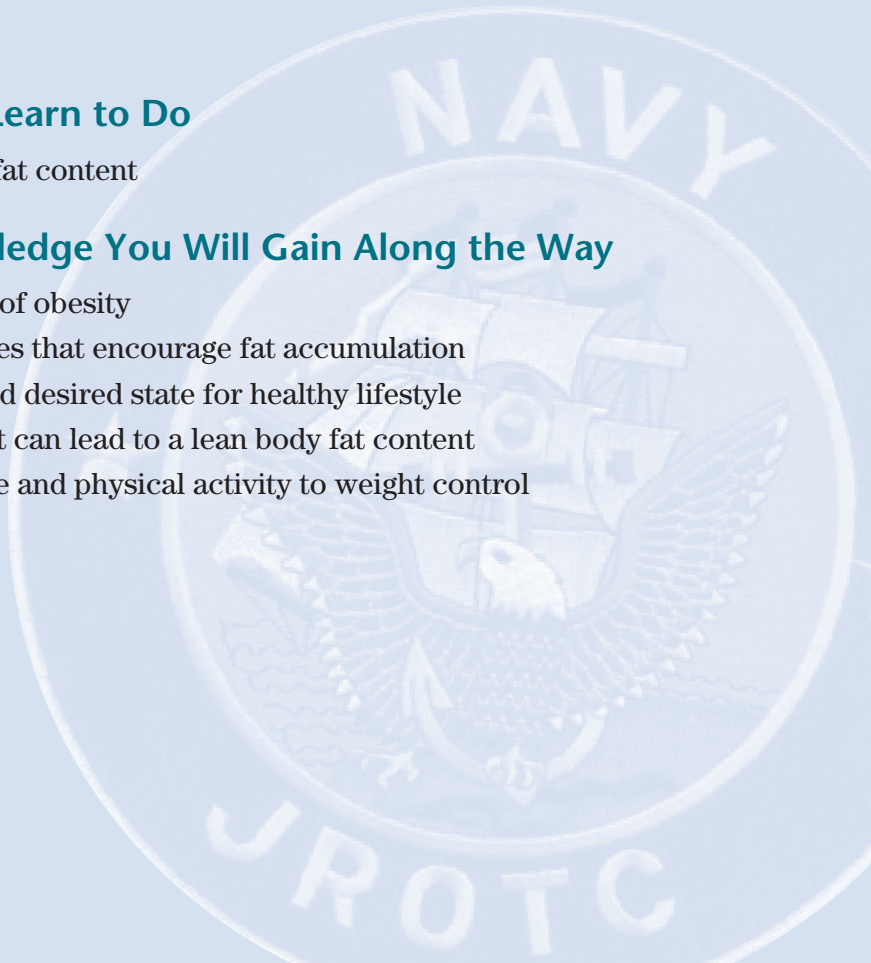 NAVY
Learn to Do
fat content
ledge You Will Gain Along the Way
of obesity
es that encourage fat accumulation
d desired state for healthy lifestyle
t can lead to a lean body fat content
e and physical activity to weight control
JROTC